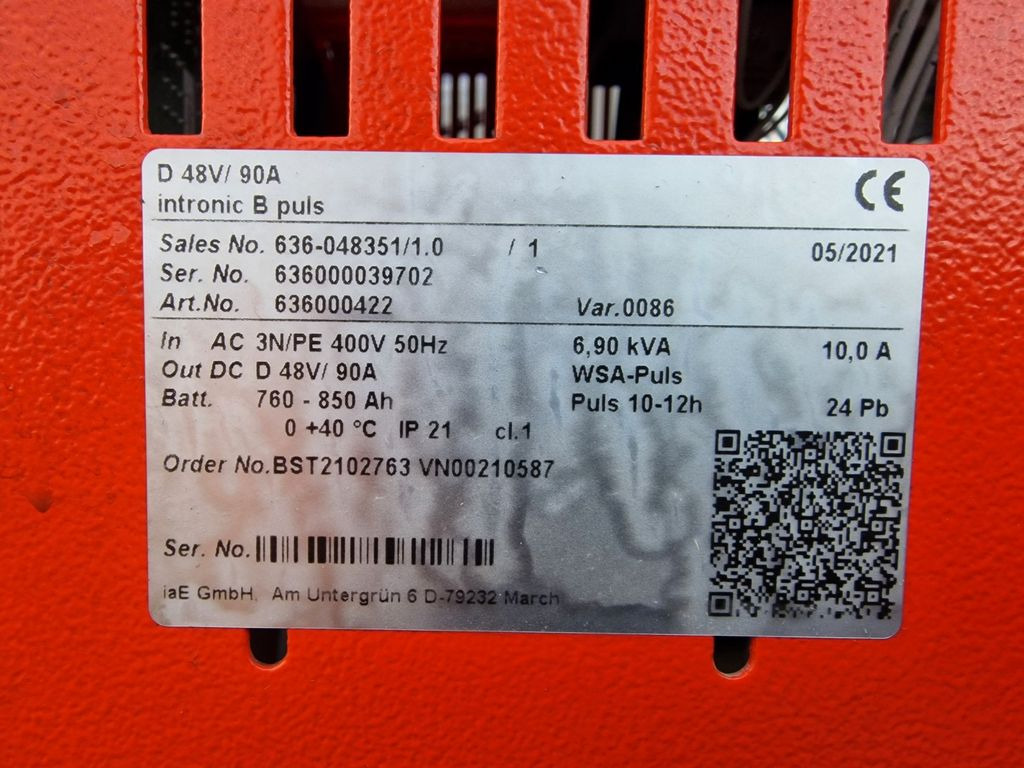 D 48V/ 90A
intronic B puls
CE
Sales No. 636-048351/1.0 / 1 05/2021
Ser. No. 636000039702
Art.No. 636000422 Var.0086
In AC 3N/PE 400V 50Hz 6,90 kVA 10,0 A
Out DC D 48V/ 90A WSA-Puls
Batt. 760 - 850 Ah Puls 10-12h 24 Pb
0 +40 °C IP 21 cl.1
Order No.BST2102763 VN00210587
Ser. No.
iaE GmbH, Am Untergrün 6 D-79232 March